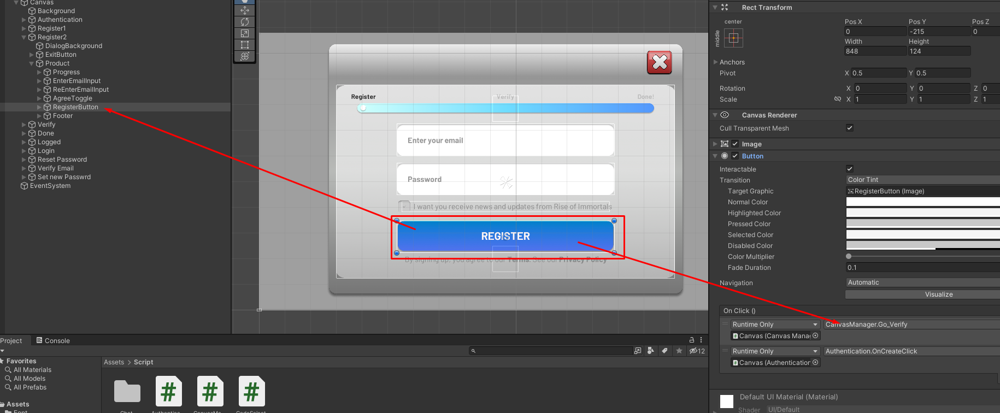 Canvas
Background
Authentication
Register1
Register2
DialogBackground
ExitButton
Product
Progress
EnterEmailInput
ReEnterEmailInput
AgreeToggle
RegisterButton
Footer
Verify
Done
Logged
Login
Reset Password
Verify Email
Set new Passwrd
EventSystem
Register
Verify
Done!
Enter your email
Password
I want you receive news and updates from Rise of Immortals
REGISTER
By signing up, you agree to our Terms. See our Privacy Policy
Rect Transform
center
middle
Pos X
Pos Y
Pos Z
0
-215
0
Width
Height
848
124
Anchors
Pivot
X 0.5
Y 0.5
Rotation
X 0
Y 0
Z 0
Scale
X 1
Y 1
Z 1
Canvas Renderer
Cull Transparent Mesh
Image
Button
Interactable
Transition
Color Tint
Target Graphic
RegisterButton (Image)
Normal Color
Highlighted Color
Pressed Color
Selected Color
Disabled Color
Color Multiplier
Fade Duration
0.1
Navigation
Automatic
Visualize
On Click ()
Runtime Only
CanvasManager.Go_Verify
# Canvas (Canvas Mana
Runtime Only
Authentication.OnCreateClick
# Canvas (Authentication
Default UI Material (Material)
Shader
UI/Default
Project
Console
12
Favorites
All Materials
All Models
All Prefabs
Assets
Font
Assets > Script
#
#
#
Chat